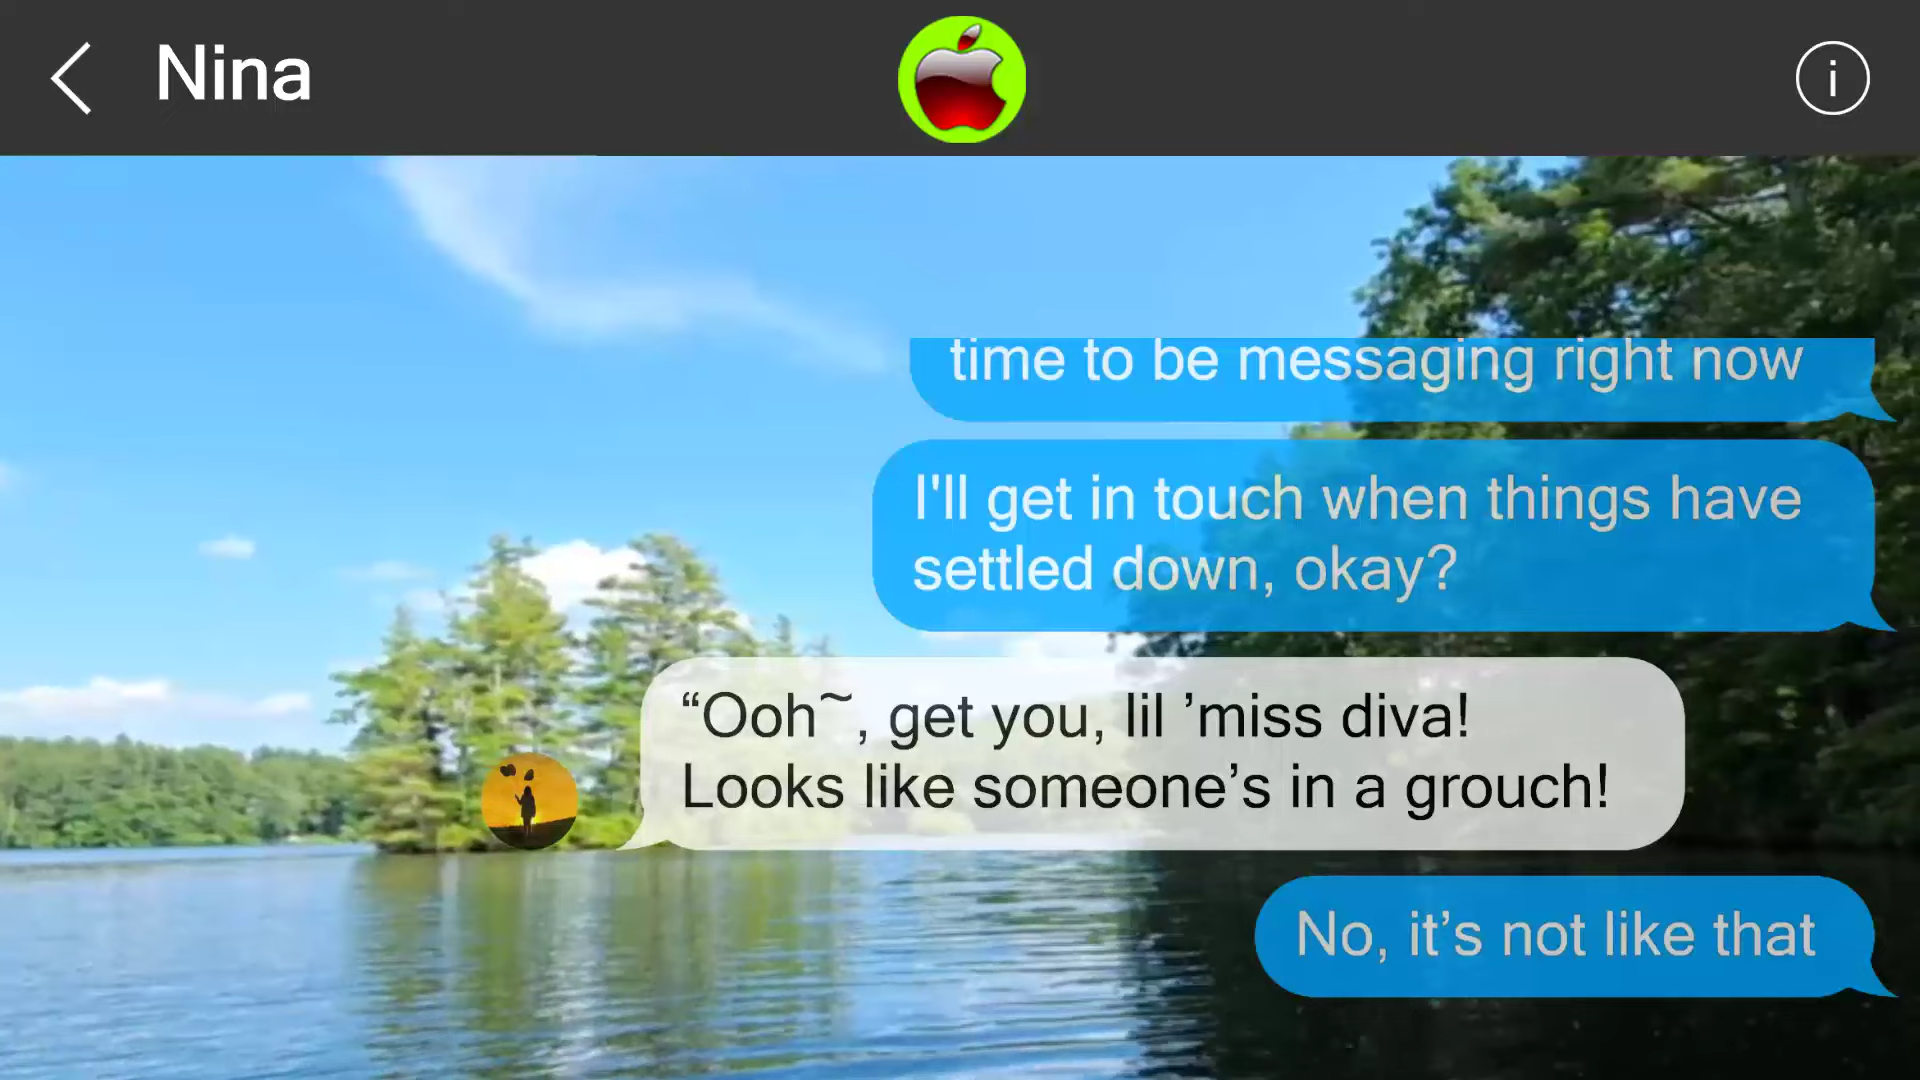 Nina
time to be messaging right now
I'll get in touch when things have
settled down, okay?
“Ooh~, get you, lil ’miss diva!
Looks like someone’s in a grouch!
No, it’s not like that